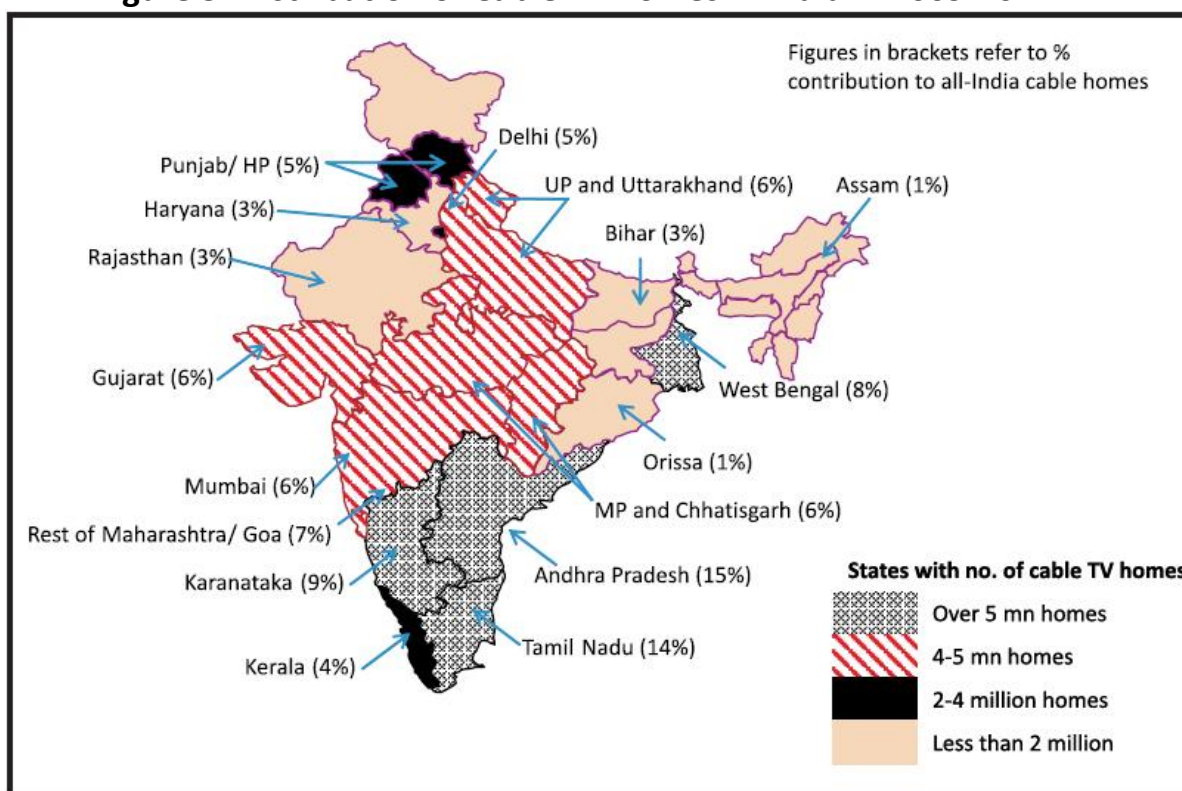 Figures in brackets refer to %
contribution to all-India cable homes
Delhi (5%)
Punjab/ HP (5%)
UP and Uttarakhand (6%)
Assam (1%)
Haryana (3%)
Bihar (3%)
Rajasthan (3%)
Gujarat (6%)
West Bengal (8%)
Orissa (1%)
Mumbai (6%)
MP and Chhatisgarh (6%)
Rest of Maharashtra/ Goa (7%)
Andhra Pradesh (15%)
Karanataka (9%)
Tamil Nadu (14%)
Kerala (4%)
States with no. of cable TV homes
Over 5 mn homes
4-5 mn homes
2-4 million homes
Less than 2 million